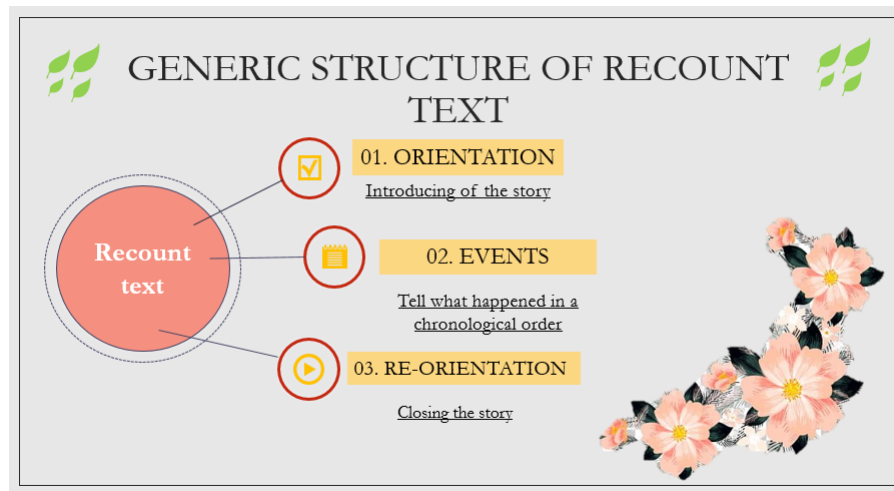 GENERIC STRUCTURE OF RECOUNT
TEXT
01. ORIENTATION
Introducing of the story
Recount
text
02. EVENTS
Tell what happened in a
chronological order
03. RE-ORIENTATION
Closing the story